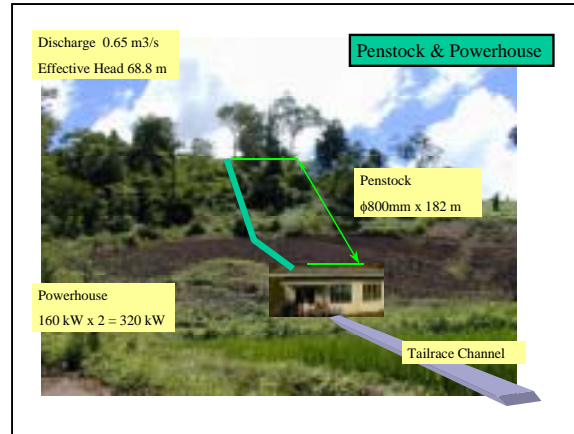 Discharge 0.65 m3/s
Effective Head 68.8 m
Penstock & Powerhouse
Penstock
ϕ800mm x 182 m
Powerhouse
160 kW x 2 = 320 kW
Tailrace Channel